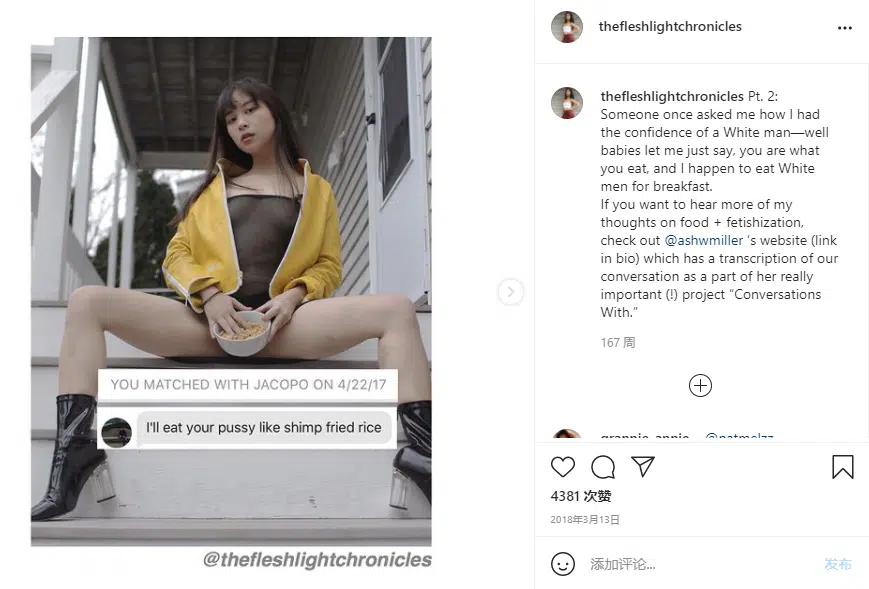 YOU MATCHED WITH JACOPO ON 4/22/17
I'll eat your pussy like shimp fried rice
@thefleshlightchronicles
thefleshlightchronicles
thefleshlightchronicles Pt. 2:
Someone once asked me how I had
the confidence of a White man—well
babies let me just say, you are what
you eat, and I happen to eat White
men for breakfast.
If you want to hear more of my
thoughts on food + fetishization,
check out @ashwmiller 's website (link
in bio) which has a transcription of our
conversation as a part of her really
important (!) project “Conversations
With.”
167 周
4381 次赞
2018年3月13日
添加评论...
发布